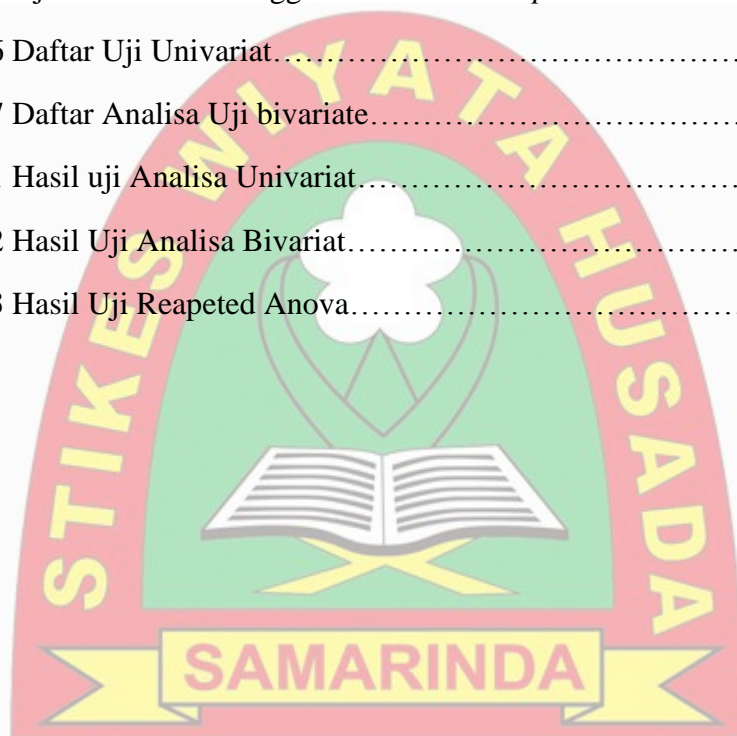 6 Daftar Uji Univariat……………………………………
7 Daftar Analisa Uji bivariate……………………………
Hasil uji Analisa Univariat………………………………
2 Hasil Uji Analisa Bivariat………………………………
3 Hasil Uji Reapeted Anova………………………………
STIKES WIYATA HUSADA
SAMARINDA